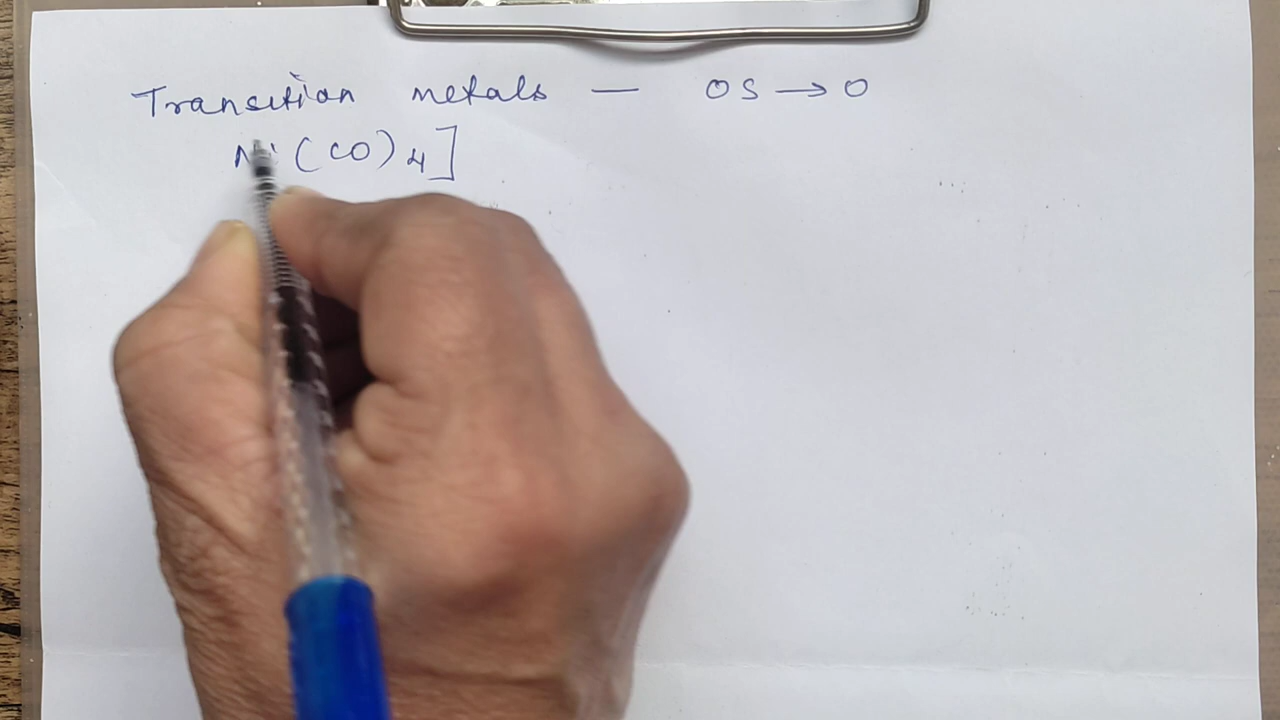 Transition metals — OS → 0
Ni(CO)4]